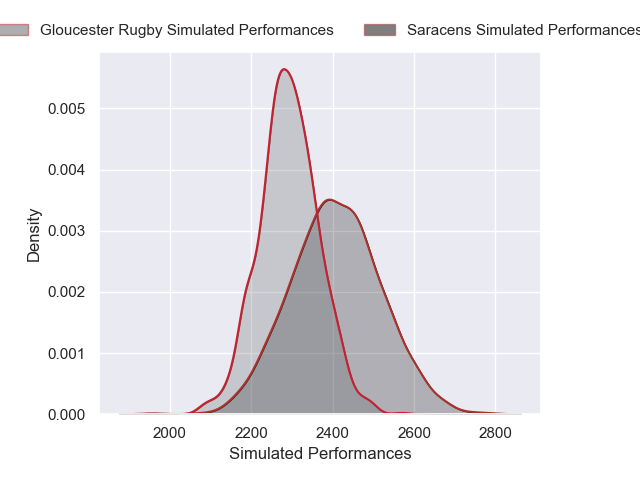 Gloucester Rugby Simulated Performances
Saracens Simulated Performances
0.005
0.004
0.003
0.002
0.001
0.000
Density
2000 2200 2400 2600 2800
Simulated Performances